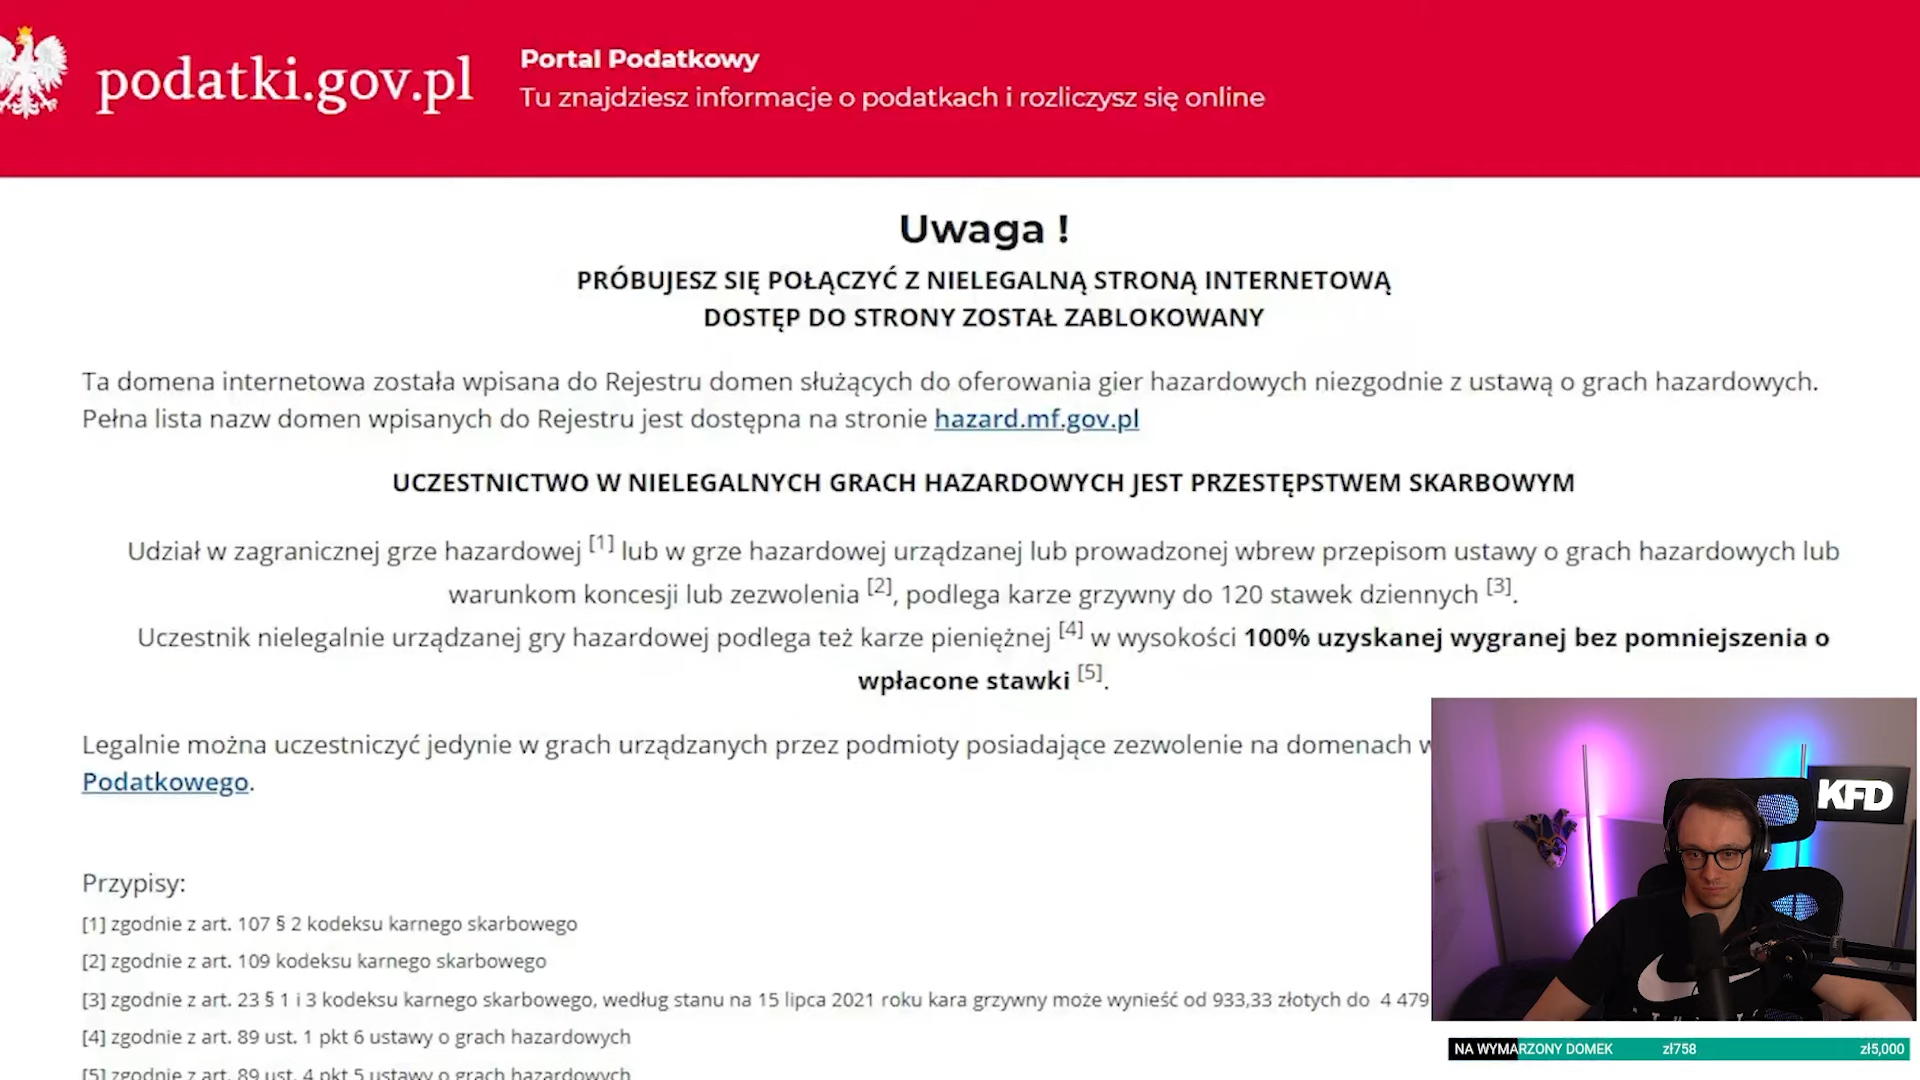 podatki.gov.pl
Portal Podatkowy
Tu znajdziesz informacje o podatkach i rozliczysz się online
Uwaga !
PRÓBUJESZ SIĘ POŁĄCZYĆ Z NIELEGALNĄ STRONĄ INTERNETOWĄ
DOSTĘP DO STRONY ZOSTAŁ ZABLOKOWANY
Ta domena internetowa została wpisana do Rejestru domen służących do oferowania gier hazardowych niezgodnie z ustawą o grach hazardowych.
Pełna lista nazw domen wpisanych do Rejestru jest dostępna na stronie hazard.mf.gov.pl
UCZESTNICTWO W NIELEGALNYCH GRACH HAZARDOWYCH JEST PRZESTĘPSTWEM SKARBOWYM
Udział w zagranicznej grze hazardowej [1] lub w grze hazardowej urządzanej lub prowadzonej wbrew przepisom ustawy o grach hazardowych lub
warunkom koncesji lub zezwolenia [2], podlega karze grzywny do 120 stawek dziennych [3].
Uczestnik nielegalnie urządzanej gry hazardowej podlega też karze pieniężnej [4] w wysokości 100% uzyskanej wygranej bez pomniejszenia o
wpłacone stawki [5].
Legalnie można uczestniczyć jedynie w grach urządzanych przez podmioty posiadające zezwolenie na domenach w
Podatkowego.
Przypisy:
[1] zgodnie z art. 107 § 2 kodeksu karnego skarbowego
[2] zgodnie z art. 109 kodeksu karnego skarbowego
[3] zgodnie z art. 23 § 1 i 3 kodeksu karnego skarbowego, według stanu na 15 lipca 2021 roku kara grzywny może wynieść od 933,33 złotych do 4 479
[4] zgodnie z art. 89 ust. 1 pkt 6 ustawy o grach hazardowych
[5] zgodnie z art. 89 ust. 4 pkt 5 ustawy o grach hazardowych
KFD
NA WYMARZONY DOMEK zł758 zł5,000